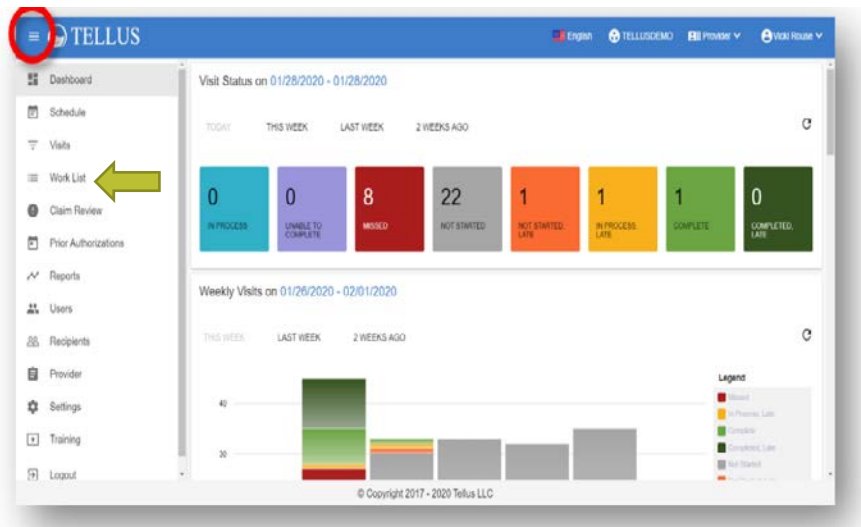 TELLUS
English TELLUSDEMO Provider Vicki Rouse
Dashboard
Schedule
Visits
Work List
Claim Review
Prior Authorizations
Reports
Users
Recipients
Provider
Settings
Training
Logout
Visit Status on 01/28/2020 - 01/28/2020
TODAY THIS WEEK LAST WEEK 2 WEEKS AGO
0 IN PROCESS
0 UNABLE TO COMPLETE
8 MISSED
22 NOT STARTED
1 NOT STARTED, LATE
1 IN PROCESS, LATE
1 COMPLETE
0 COMPLETED, LATE
Weekly Visits on 01/26/2020 - 02/01/2020
THIS WEEK LAST WEEK 2 WEEKS AGO
40
30
Legend
Missed
In Process, Late
Complete
Completed, Late
Not Started
© Copyright 2017 - 2020 Tellus LLC